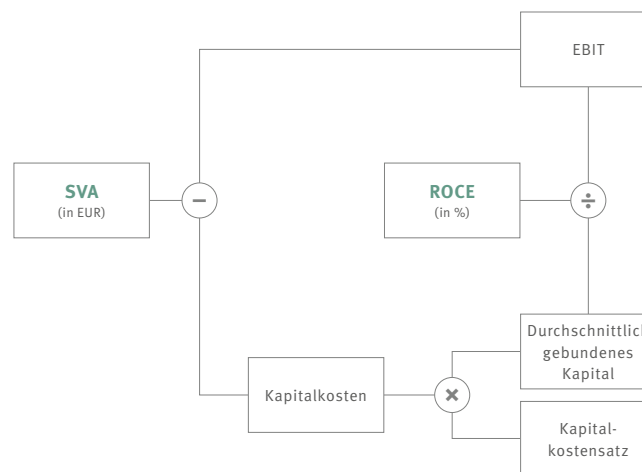 EBIT
SVA
(in EUR)
−
ROCE
(in %)
÷
Durchschnittlich
gebundenes
Kapital
Kapitalkosten
×
Kapital-
kostensatz